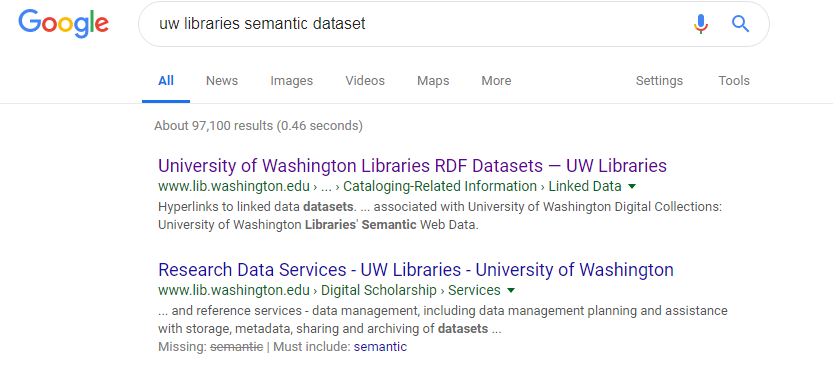 Google
uw libraries semantic dataset
All News Images Videos Maps More Settings Tools
About 97,100 results (0.46 seconds)
University of Washington Libraries RDF Datasets — UW Libraries
www.lib.washington.edu › ... › Cataloging-Related Information › Linked Data
Hyperlinks to linked data datasets. ... associated with University of Washington Digital Collections:
University of Washington Libraries' Semantic Web Data.
Research Data Services - UW Libraries - University of Washington
www.lib.washington.edu › Digital Scholarship › Services
... and reference services - data management, including data management planning and assistance
with storage, metadata, sharing and archiving of datasets ...
Missing: semantic | Must include: semantic